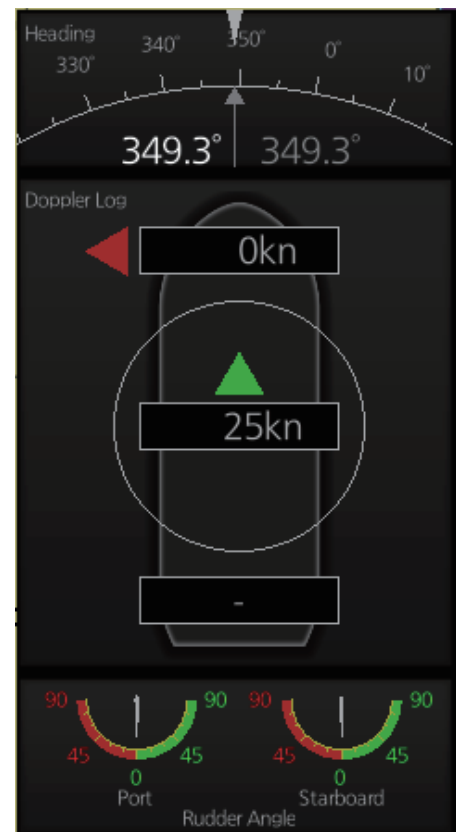 Heading
330° 340° 350° 0° 10°
349.3° 349.3°
Doppler Log
0kn
25kn
-
90 90 90 90
45 45 45 45
0 0
Port Starboard
Rudder Angle